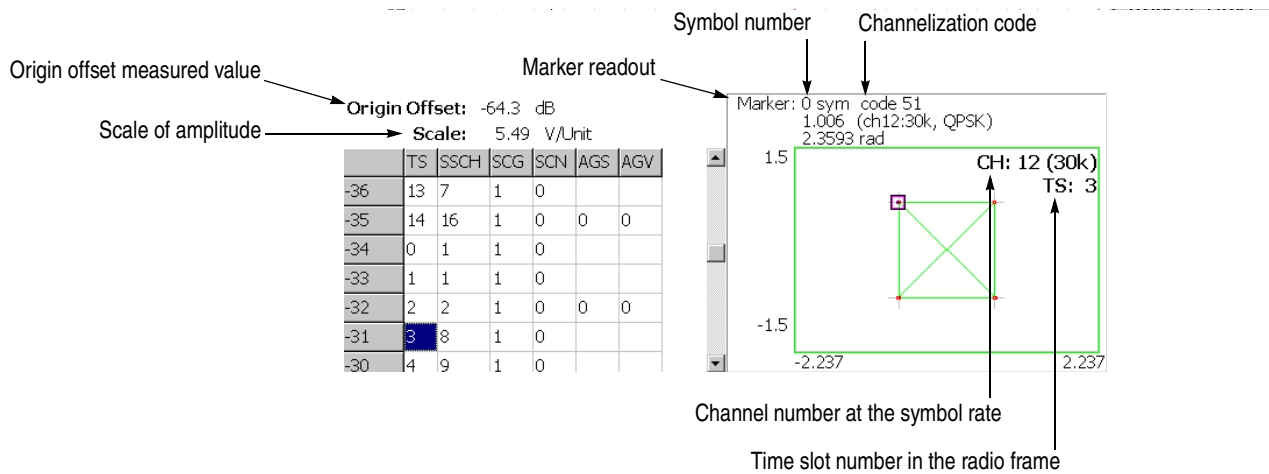 Symbol number
Channelization code
Origin offset measured value
Marker readout
Scale of amplitude
Origin Offset: -64.3 dB
Scale: 5.49 V/Unit
TS SSCH SCG SCN AGS AGV
-36 13 7 1 0
-35 14 16 1 0 0 0
-34 0 1 1 0
-33 1 1 1 0
-32 2 2 1 0 0 0
-31 3 8 1 0
-30 4 9 1 0
Marker: 0 sym code 51
1.006 (ch12:30k, QPSK)
2.3593 rad
1.5
CH: 12 (30k)
TS: 3
-1.5
-2.237 2.237
Channel number at the symbol rate
Time slot number in the radio frame